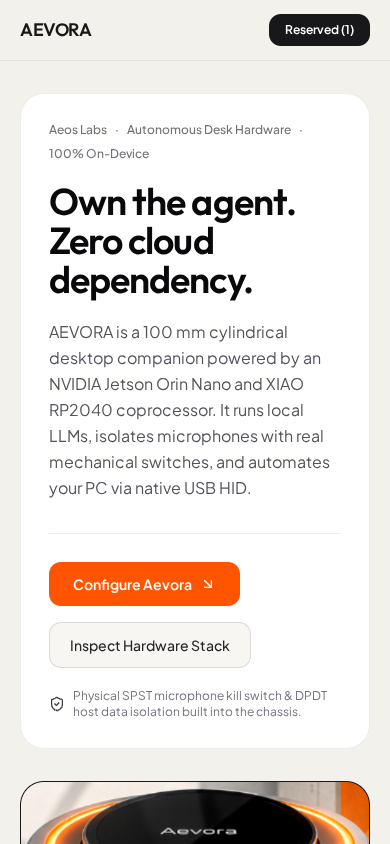 AEVORA
Reserved (1)
Aeos Labs · Autonomous Desk Hardware ·
100% On-Device
Own the agent.
Zero cloud
dependency.
AEVORA is a 100 mm cylindrical
desktop companion powered by an
NVIDIA Jetson Orin Nano and XIAO
RP2040 coprocessor. It runs local
LLMs, isolates microphones with real
mechanical switches, and automates
your PC via native USB HID.
Configure Aevora
Inspect Hardware Stack
Physical SPST microphone kill switch & DPDT
host data isolation built into the chassis.
Aevora